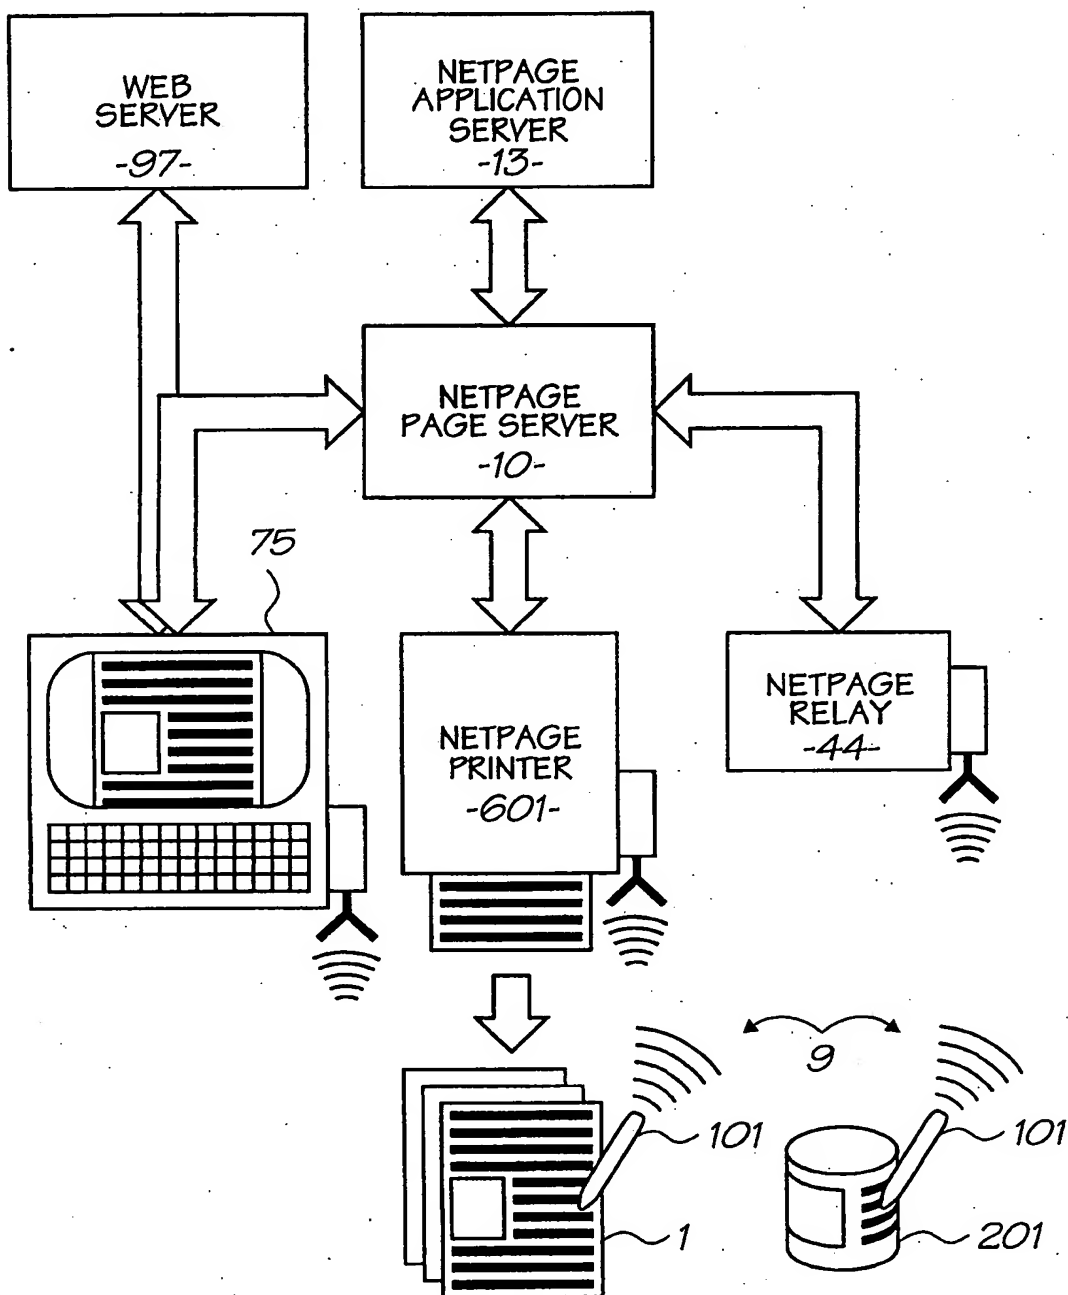 WEB
SERVER
-97-
NETPAGE
APPLICATION
SERVER
-13-
NETPAGE
PAGE SERVER
-10-
75
NETPAGE
PRINTER
-601-
NETPAGE
RELAY
-44-
9
101
101
1
201